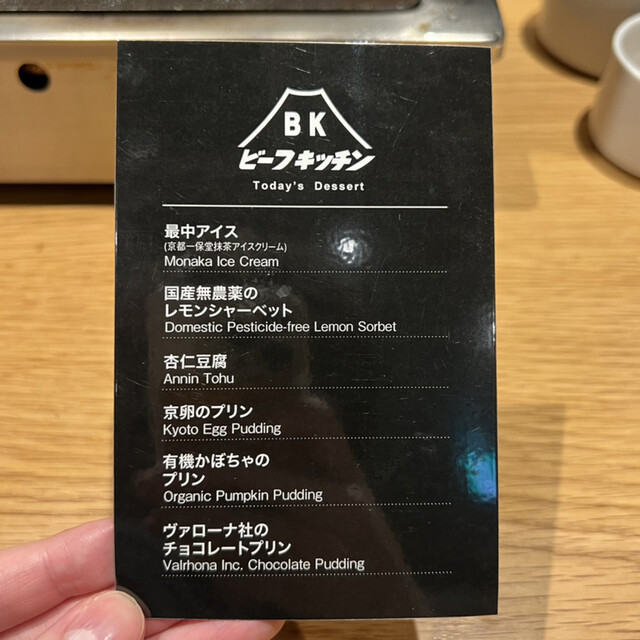 BK
ビーフキッチン
Today's Dessert
最中アイス
(京都一保堂抹茶アイスクリーム)
Monaka Ice Cream
国産無農薬の
レモンシャーベット
Domestic Pesticide-free Lemon Sorbet
杏仁豆腐
Annin Tohu
京卵のプリン
Kyoto Egg Pudding
有機かぼちゃの
プリン
Organic Pumpkin Pudding
ヴァローナ社の
チョコレートプリン
Valrhona Inc. Chocolate Pudding